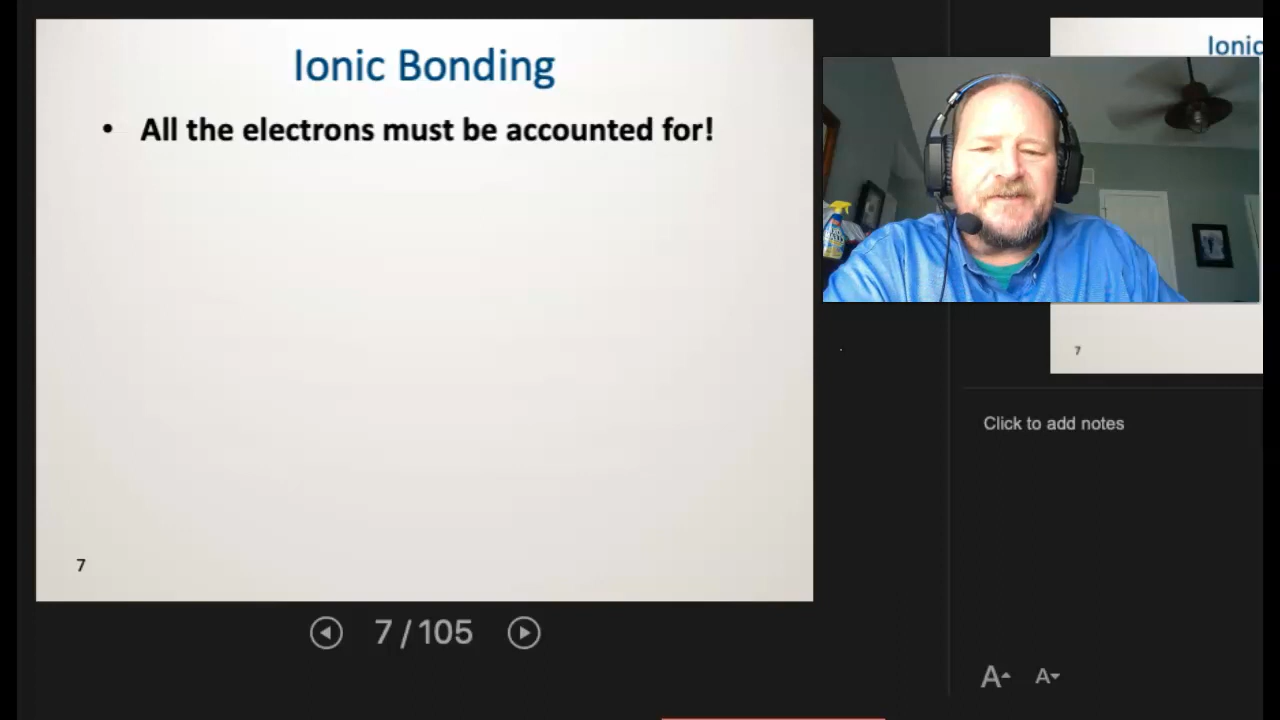 Ionic Bonding
• All the electrons must be accounted for!
7
7 / 105
Ionic
7
Click to add notes
A A